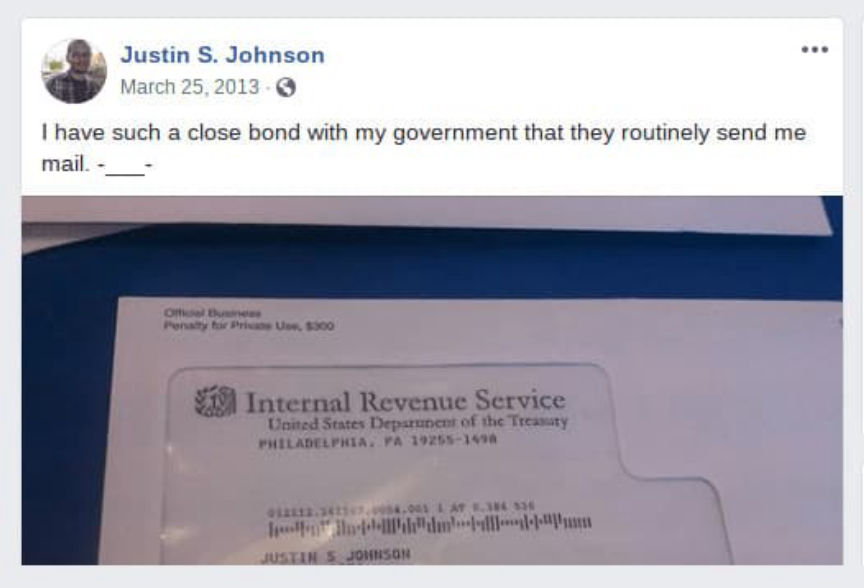 Justin S. Johnson
March 25, 2013 ·
I have such a close bond with my government that they routinely send me
mail. -___-
Official Business
Penalty for Private Use, $300
Internal Revenue Service
United States Department of the Treasury
PHILADELPHIA, PA 19255-1498
JUSTIN S JOHNSON